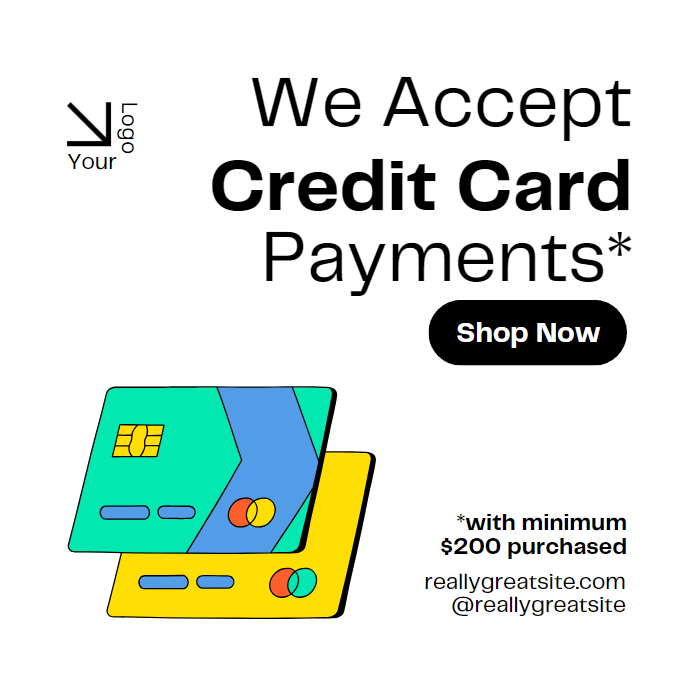 Your
Logo
We Accept
Credit Card
Payments*
Shop Now
*with minimum
$200 purchased
reallygreatsite.com
@reallygreatsite